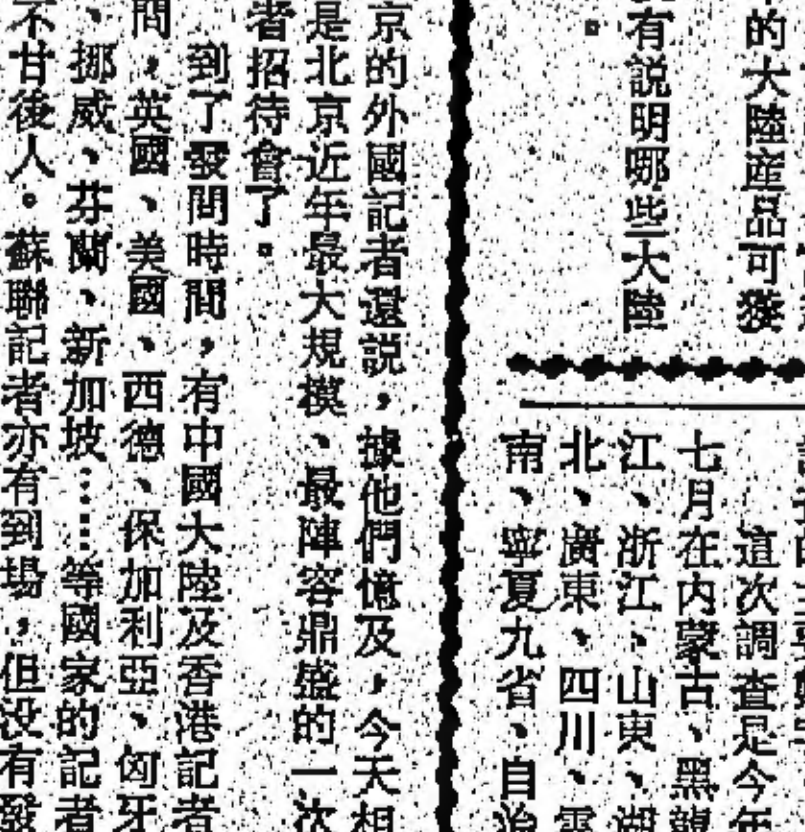 的大陸産品可獲
有説明哪些大陸
。
這次調查是今年
七月在内蒙古、黑龍
江、浙江、山東、湖
北、廣東、四川、雲
南、寧夏九省、自治
京的外國記者還説，據他們憶及，今天相
是北京近年最大規模、最陣容鼎盛的一次
者招待會了。
到了發問時間，有中國大陸及香港記者
問，英國、美國、西德、保加利亞、匈牙
、挪威、芬蘭、新加坡……等國家的記者
不甘後人。蘇聯記者亦有到場，但没有發